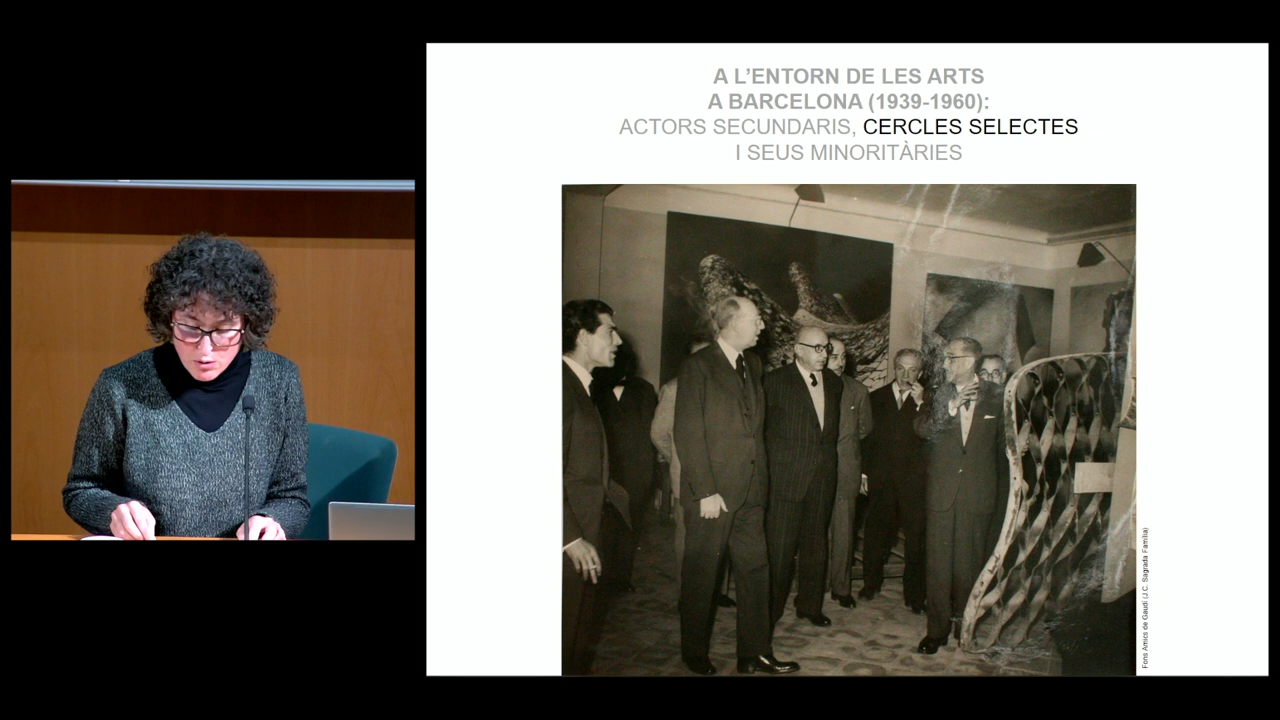 A L’ENTORN DE LES ARTS
A BARCELONA (1939-1960):
ACTORS SECUNDARIS, CERCLES SELECTES
I SEUS MINORITÀRIES
Fons Amics de Gaudí (J.C. Sagrada Família)